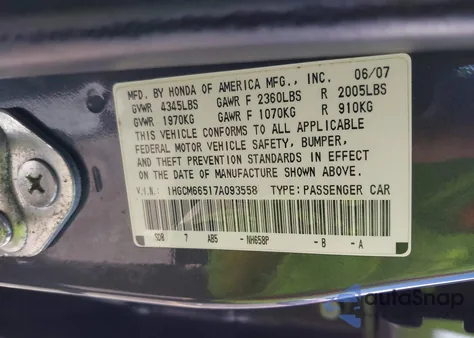 MFD. BY HONDA OF AMERICA MFG., INC. 06/07
GVWR 4345LBS GAWR F 2360LBS R 2005LBS
GVWR 1970KG GAWR F 1070KG R 910KG
THIS VEHICLE CONFORMS TO ALL APPLICABLE
FEDERAL MOTOR VEHICLE SAFETY, BUMPER,
AND THEFT PREVENTION STANDARDS IN EFFECT
ON THE DATE OF MANUFACTURE SHOWN ABOVE.
V.I.N. 1HGCM66517A093558 TYPE: PASSENGER CAR
SDB 7 AB5 -NH658P -B -A
autoSnap